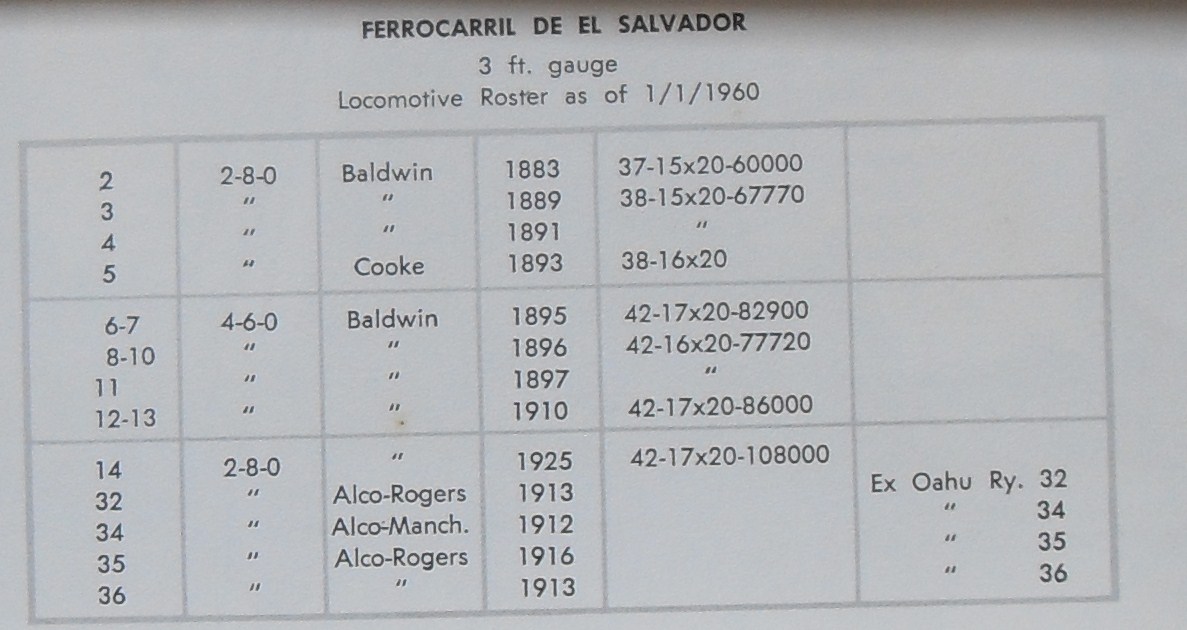 FERROCARRIL DE EL SALVADOR
3 ft. gauge
Locomotive Roster as of 1/1/1960
2 2-8-0 Baldwin 1883 37-15x20-60000
3 " " 1889 38-15x20-67770
4 " " 1891 "
5 " Cooke 1893 38-16x20
6-7 4-6-0 Baldwin 1895 42-17x20-82900
8-10 " " 1896 42-16x20-77720
11 " " 1897 "
12-13 " " 1910 42-17x20-86000
14 2-8-0 " 1925 42-17x20-108000
32 " Alco-Rogers 1913 Ex Oahu Ry. 32
34 " Alco-Manch. 1912 " 34
35 " Alco-Rogers 1916 " 35
36 " " 1913 " 36